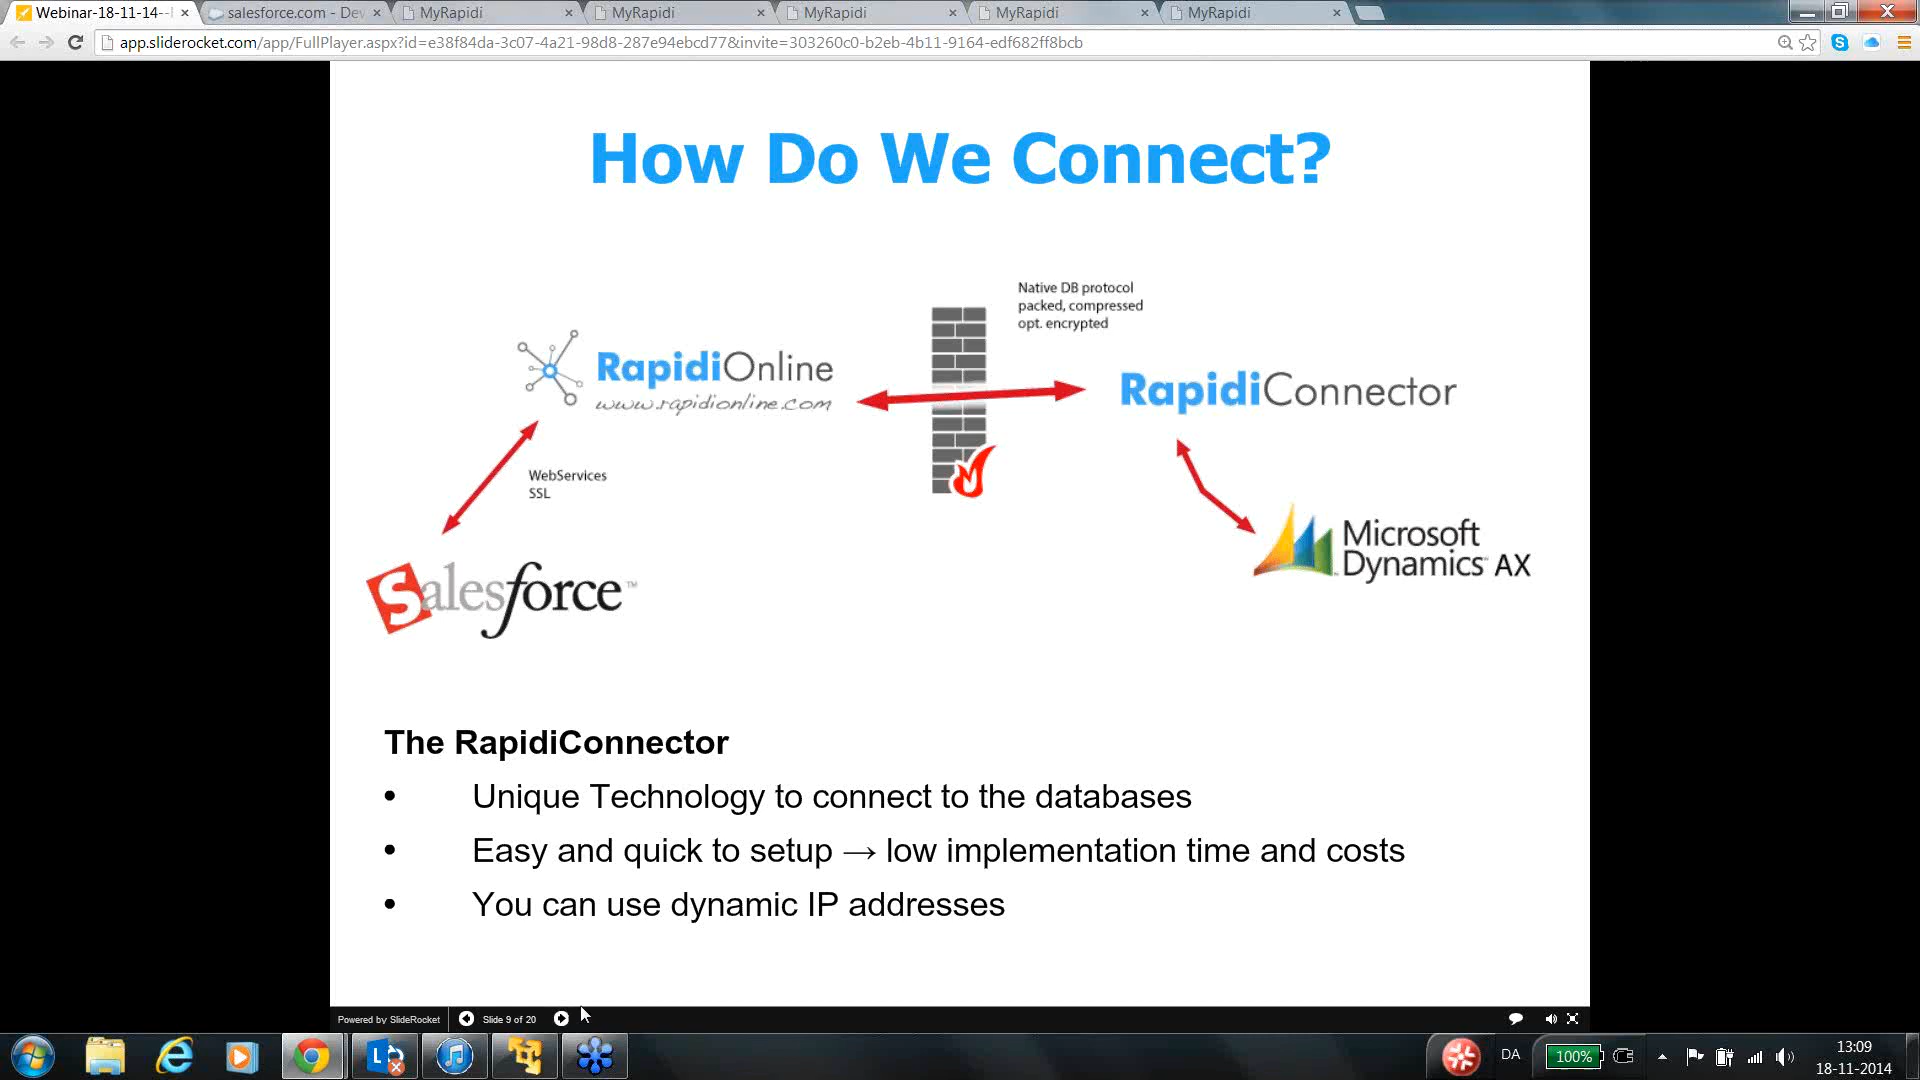 Webinar-18-11-14--
salesforce.com - Dev
MyRapidi
MyRapidi
MyRapidi
MyRapidi
MyRapidi
app.sliderocket.com/app/FullPlayer.aspx?id=e38f84da-3c07-4a21-98d8-287e94ebcd77&invite=303260c0-b2eb-4b11-9164-edf682ff8bcb
How Do We Connect?
Native DB protocol
packed, compressed
opt. encrypted
RapidiOnline
www.rapidionline.com
RapidiConnector
WebServices
SSL
Salesforce™
Microsoft
Dynamics AX
The RapidiConnector
• Unique Technology to connect to the databases
• Easy and quick to setup → low implementation time and costs
• You can use dynamic IP addresses
Powered by SlideRocket
Slide 9 of 20
DA
100%
13:09
18-11-2014